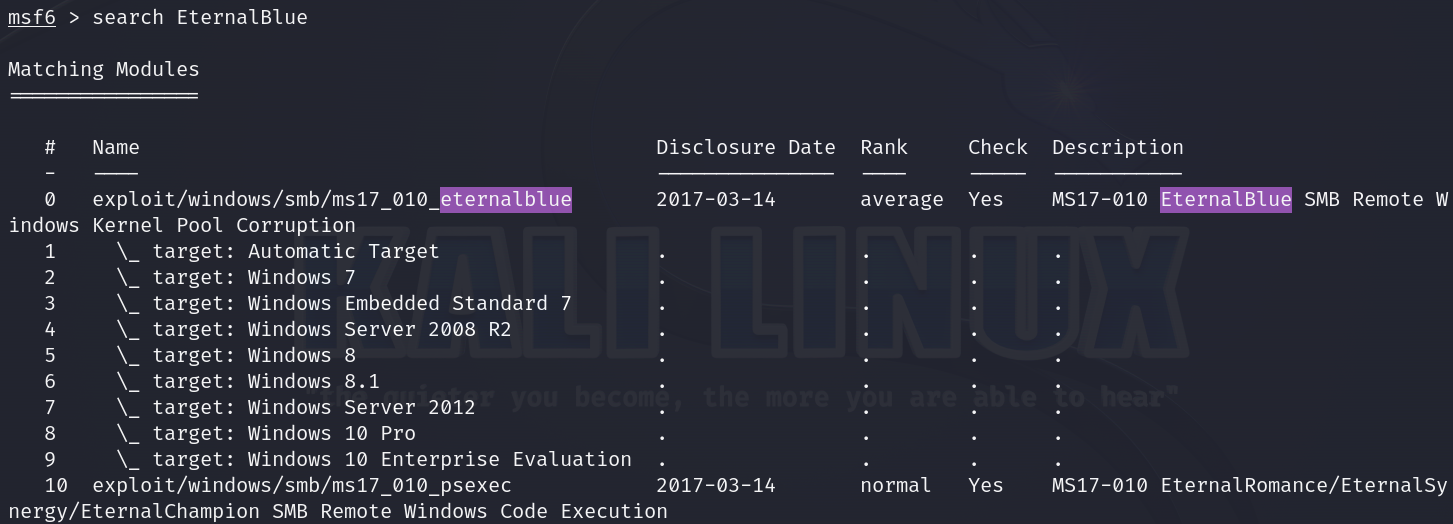 msf6 > search EternalBlue
Matching Modules
================
# Name Disclosure Date Rank Check Description
- ---- --------------- ---- ----- -----------
0 exploit/windows/smb/ms17_010_eternalblue 2017-03-14 average Yes MS17-010 EternalBlue SMB Remote W
indows Kernel Pool Corruption
1 \_ target: Automatic Target . . . .
2 \_ target: Windows 7 . . . .
3 \_ target: Windows Embedded Standard 7 . . . .
4 \_ target: Windows Server 2008 R2 . . . .
5 \_ target: Windows 8 . . . .
6 \_ target: Windows 8.1 . . . .
7 \_ target: Windows Server 2012 . . . .
8 \_ target: Windows 10 Pro . . . .
9 \_ target: Windows 10 Enterprise Evaluation . . . .
10 exploit/windows/smb/ms17_010_psexec 2017-03-14 normal Yes MS17-010 EternalRomance/EternalSy
nergy/EternalChampion SMB Remote Windows Code Execution
KALI LINUX
"the quieter you become, the more you are able to hear"